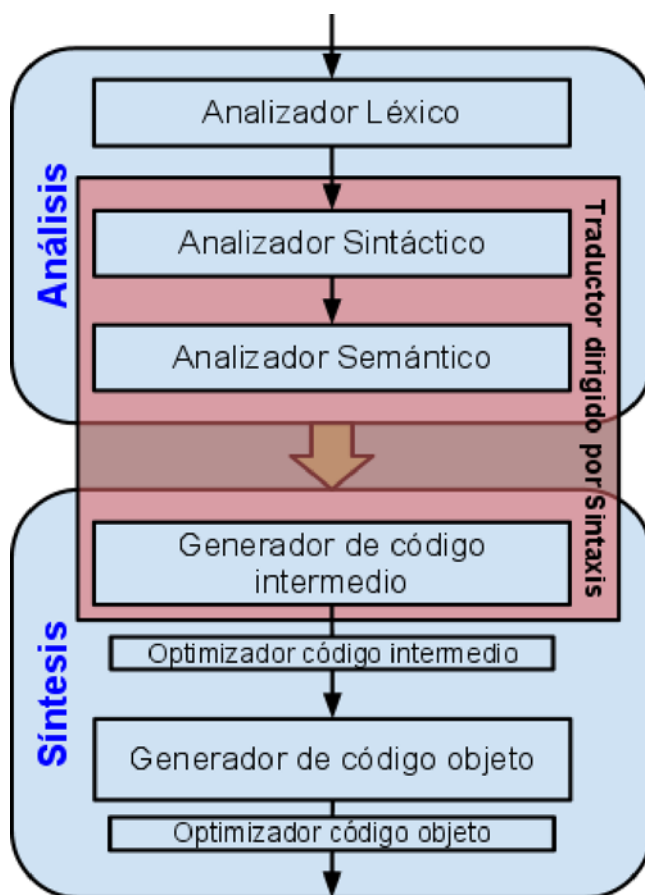 Analizador Léxico
Análisis
Analizador Sintáctico
Analizador Semántico
Traductor dirigido por Sintaxis
Generador de código
intermedio
Síntesis
Optimizador código intermedio
Generador de código objeto
Optimizador código objeto